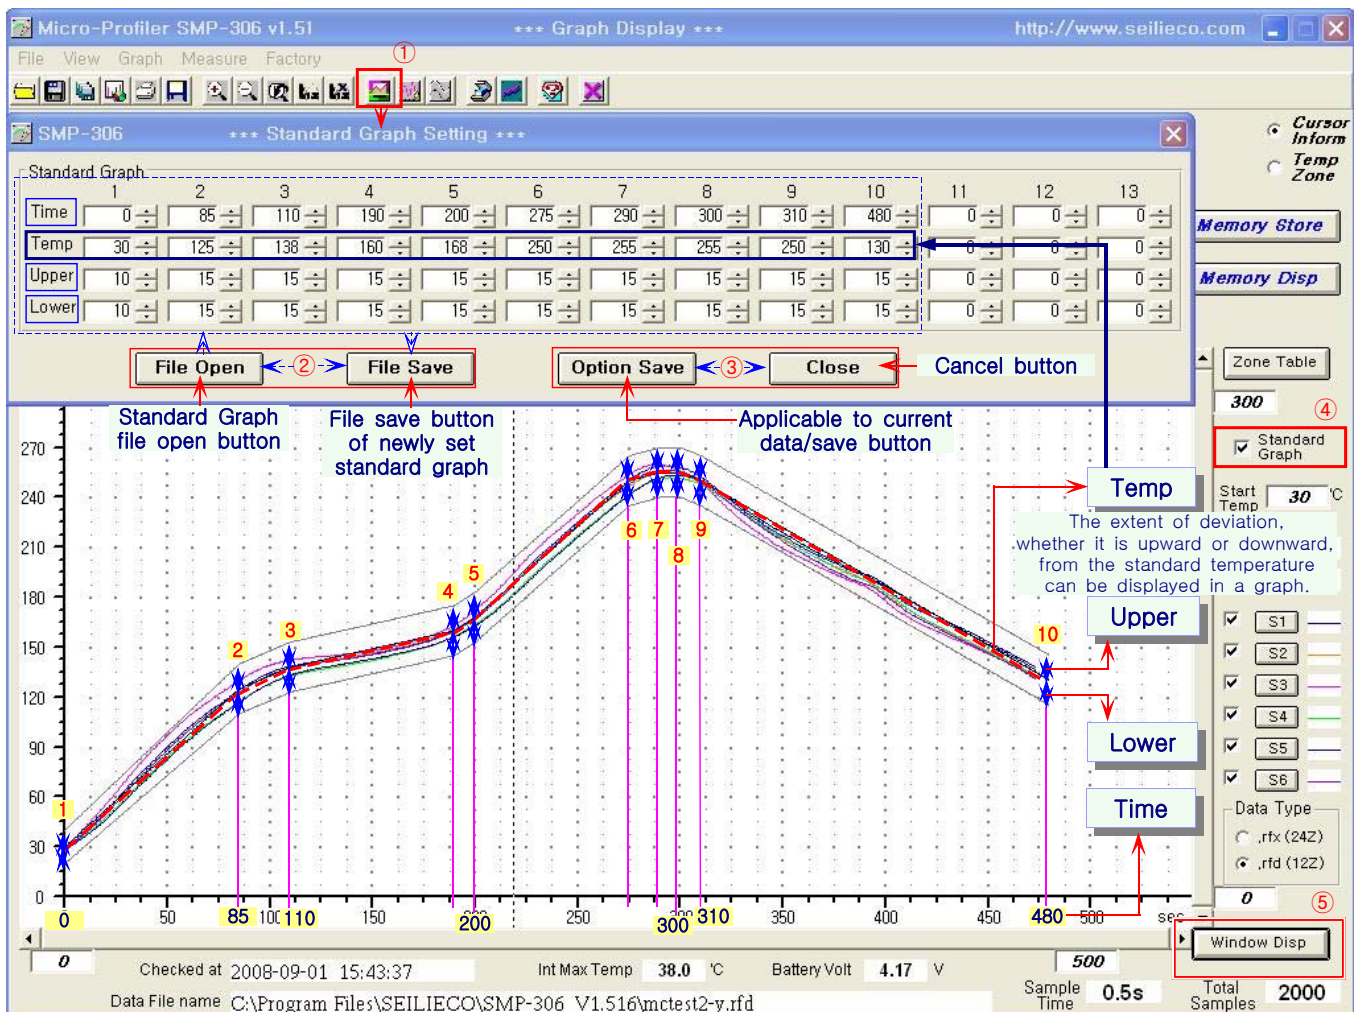 Micro-Profiler SMP-306 v1.51 *** Graph Display *** http://www.seilieco.com
File View Graph Measure Factory
①
SMP-306 *** Standard Graph Setting ***
Cursor Inform
Temp Zone
Standard Graph
1 2 3 4 5 6 7 8 9 10 11 12 13
Time 0 85 110 190 200 275 290 300 310 480 0 0 0
Temp 30 125 138 160 168 250 255 255 250 130 0 0 0
Upper 10 15 15 15 15 15 15 15 15 15 0 0 0
Lower 10 15 15 15 15 15 15 15 15 15 0 0 0
Memory Store
Memory Disp
File Open ② File Save Option Save ③ Close Cancel button
Zone Table
300
④
Standard Graph
file open button
File save button
of newly set
standard graph
Applicable to current
data/save button
Standard
Graph
Start
Temp 30 °C
Temp
The extent of deviation,
whether it is upward or downward,
from the standard temperature
can be displayed in a graph.
Upper
Lower
Time
270
240
210
180
150
120
90
60
30
0
1 2 3 4 5 6 7 8 9 10
S1
S2
S3
S4
S5
S6
Data Type
,rfx (24Z)
,rfd (12Z)
0
0 50 85 100 110 150 200 250 300 310 350 400 450 480 500 sec
⑤
Window Disp
0
500
Checked at 2008-09-01 15:43:37 Int Max Temp 38.0 °C Battery Volt 4.17 V
Sample Time 0.5s Total Samples 2000
Data File name C:\Program Files\SEILIECO\SMP-306 V1.516\mctest2-y.rfd